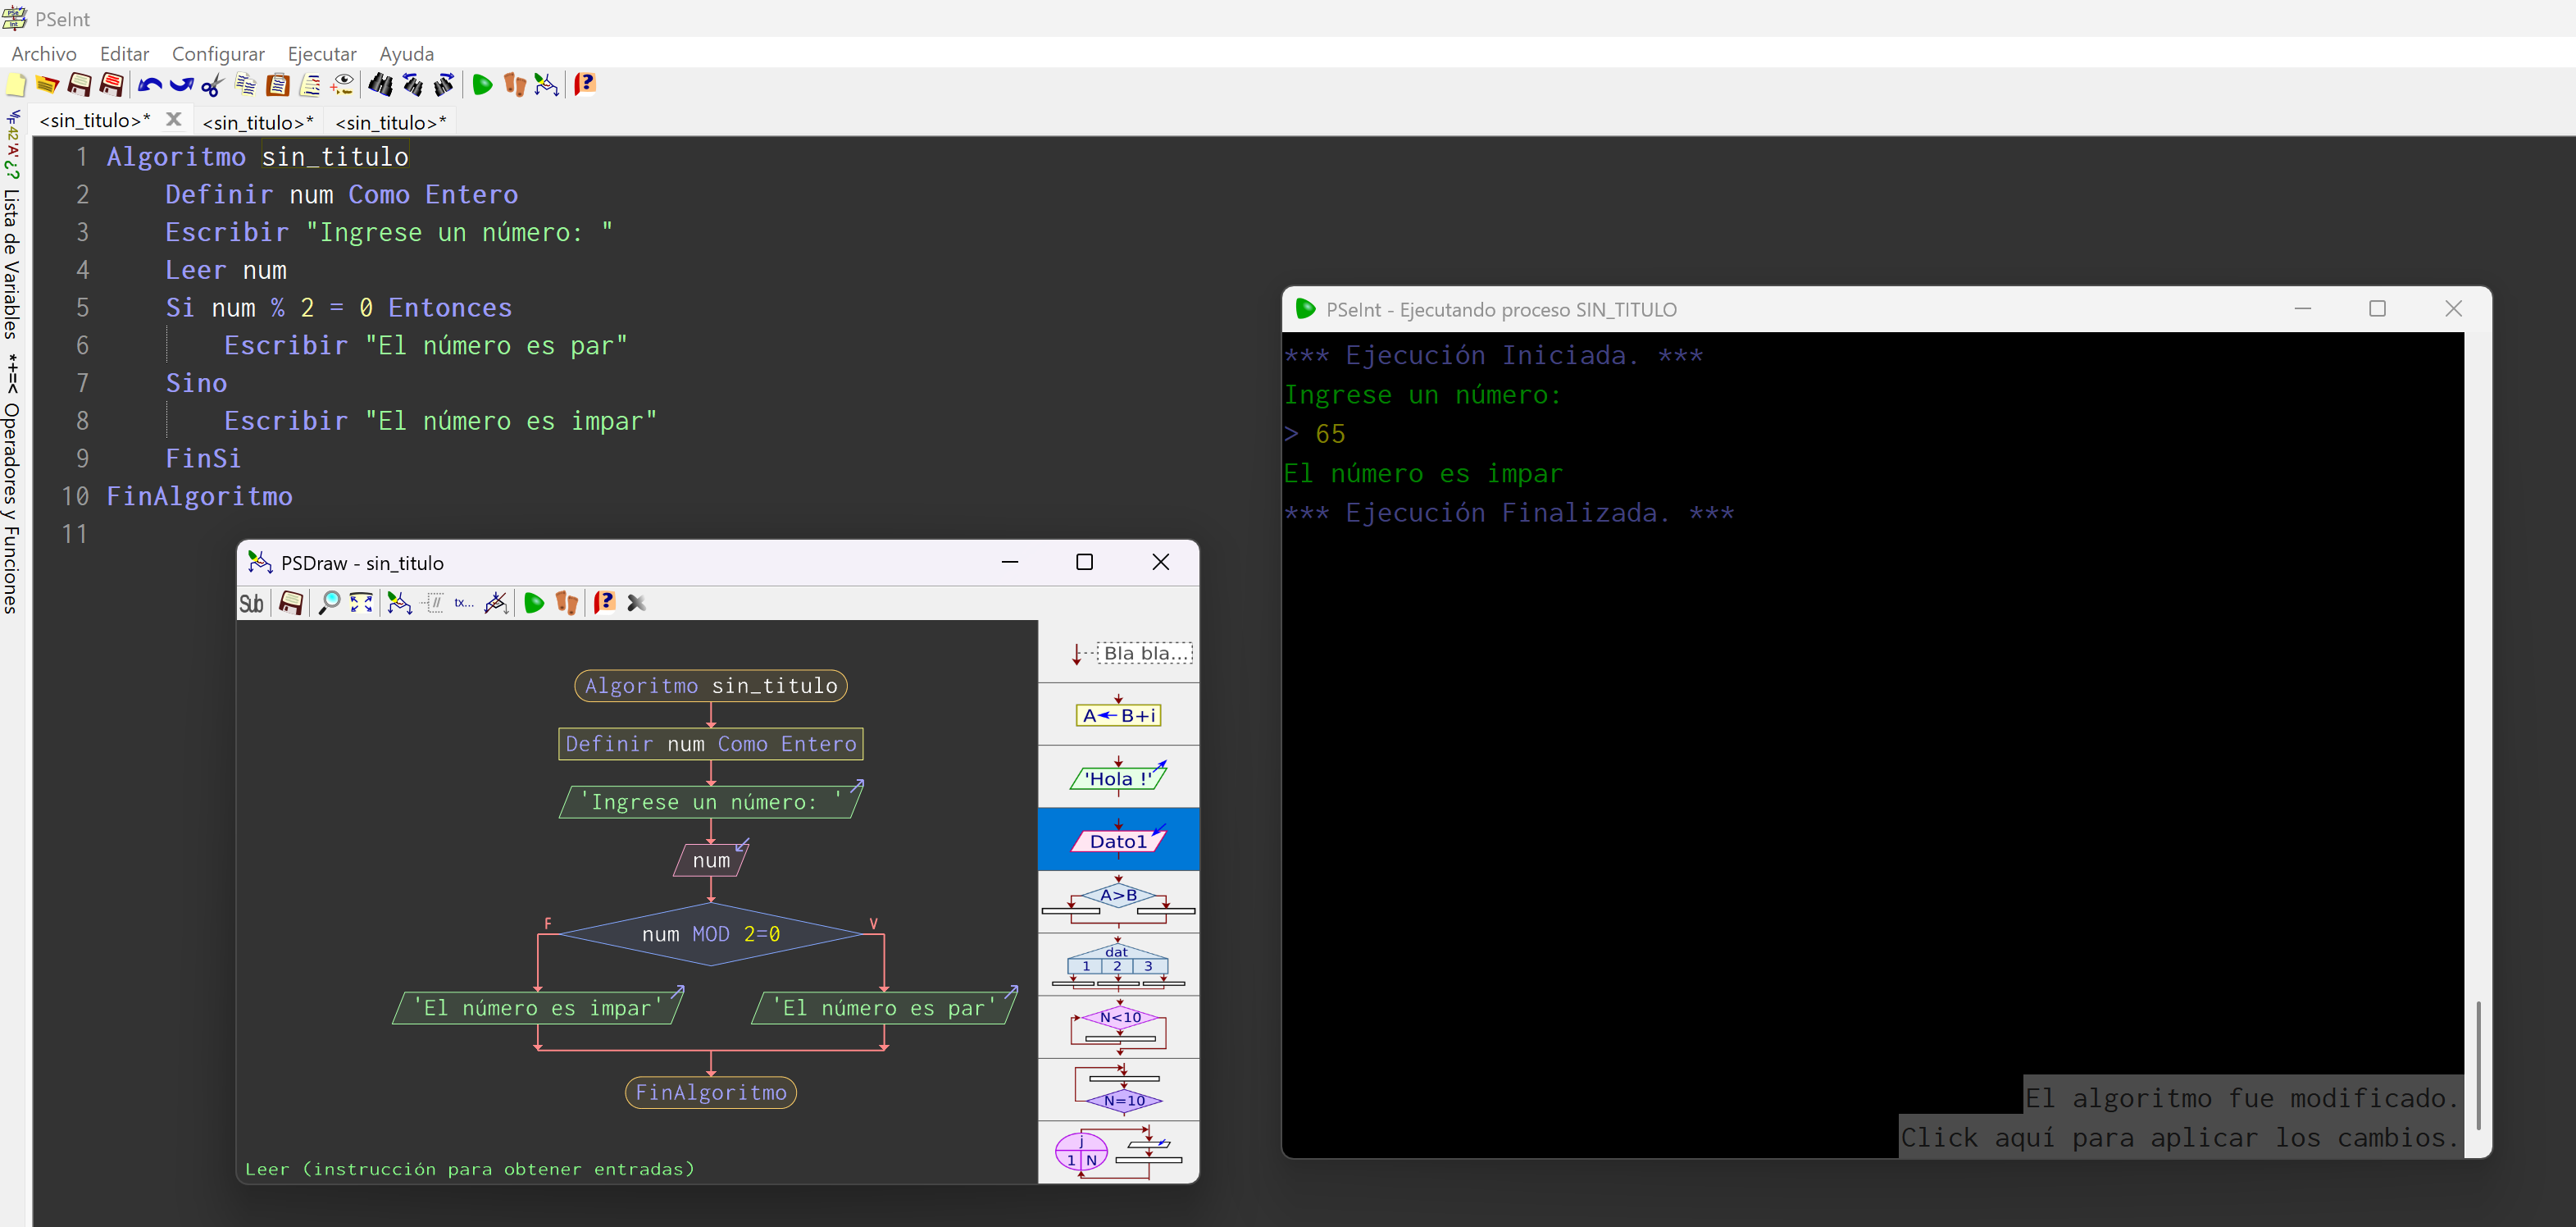 PSeInt
Archivo Editar Configurar Ejecutar Ayuda
<sin_titulo>* <sin_titulo>* <sin_titulo>*
42 'A' ¿? Lista de Variables
*+=< Operadores y Funciones
1 Algoritmo sin_titulo
2 Definir num Como Entero
3 Escribir "Ingrese un número: "
4 Leer num
5 Si num % 2 = 0 Entonces
6 Escribir "El número es par"
7 Sino
8 Escribir "El número es impar"
9 FinSi
10 FinAlgoritmo
11
PSDraw - sin_titulo
Sub // tx...
Algoritmo sin_titulo
Definir num Como Entero
'Ingrese un número: '
num
F V
num MOD 2=0
'El número es impar' 'El número es par'
FinAlgoritmo
Leer (instrucción para obtener entradas)
Bla bla...
A B+i
'Hola !'
Dato1
A>B
dat
1 2 3
N<10
N=10
j
1 N
PSeInt - Ejecutando proceso SIN_TITULO
*** Ejecución Iniciada. ***
Ingrese un número:
> 65
El número es impar
*** Ejecución Finalizada. ***
El algoritmo fue modificado.
Click aquí para aplicar los cambios.